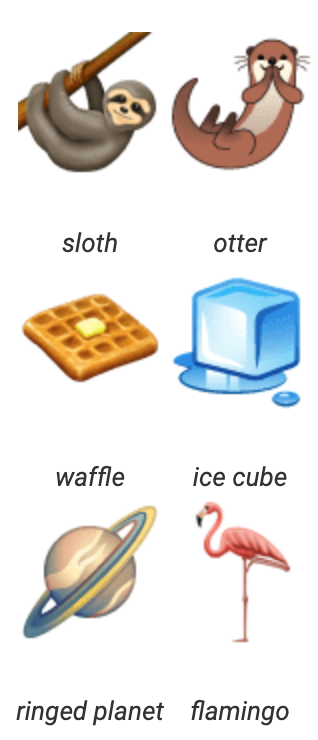 sloth otter
waffle ice cube
ringed planet flamingo